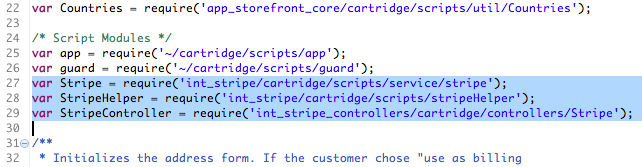 22 var Countries = require('app_storefront_core/cartridge/scripts/util/Countries');
23
24 /* Script Modules */
25 var app = require('~/cartridge/scripts/app');
26 var guard = require('~/cartridge/scripts/guard');
27 var Stripe = require('int_stripe/cartridge/scripts/service/stripe');
28 var StripeHelper = require('int_stripe/cartridge/scripts/stripeHelper');
29 var StripeController = require('int_stripe_controllers/cartridge/controllers/Stripe');
30
31 /**
32 * Initializes the address form. If the customer chose "use as billing